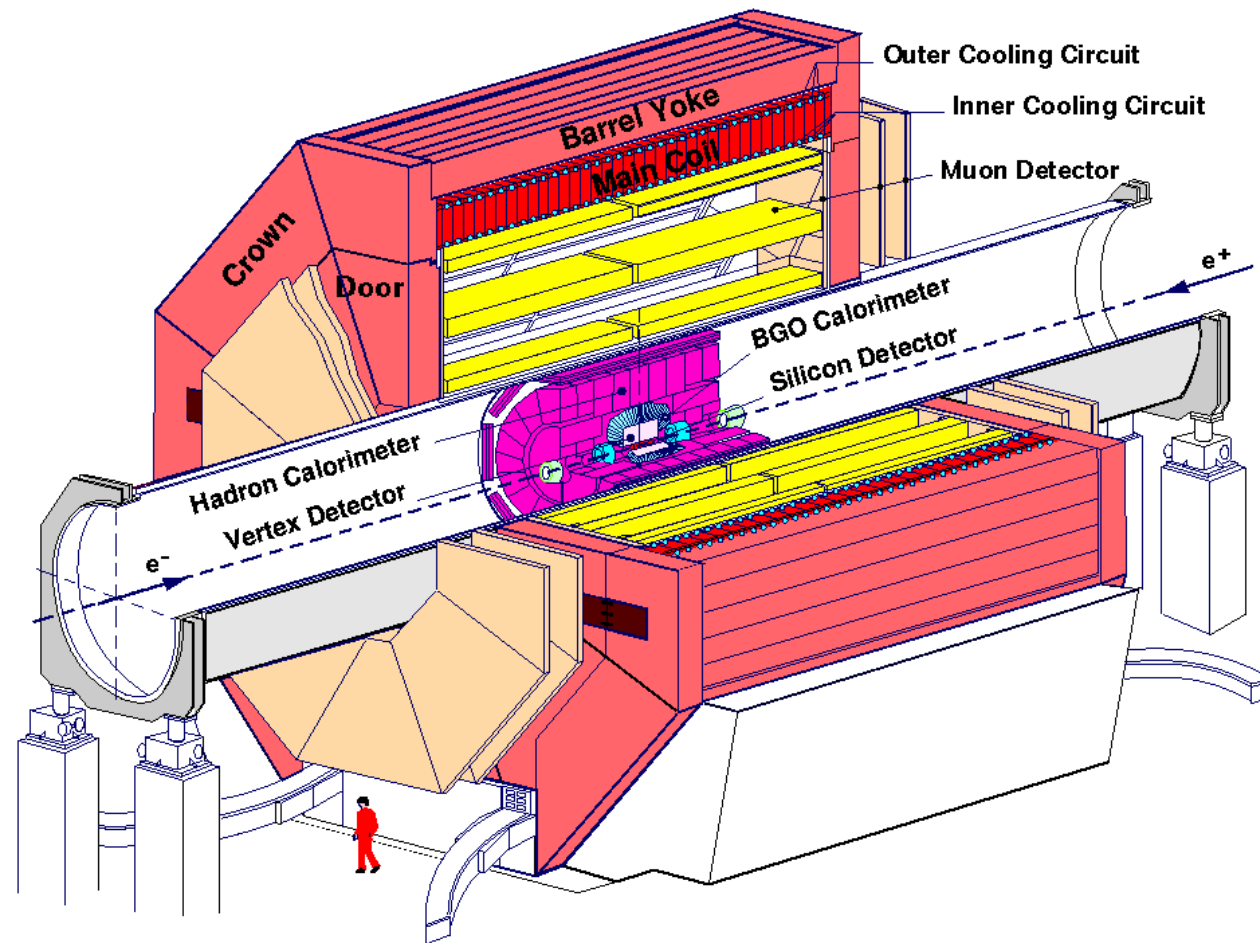 Outer Cooling Circuit
Inner Cooling Circuit
Barrel Yoke
Main Coil
Muon Detector
Crown
Door
e+
BGO Calorimeter
Silicon Detector
Hadron Calorimeter
Vertex Detector
e-